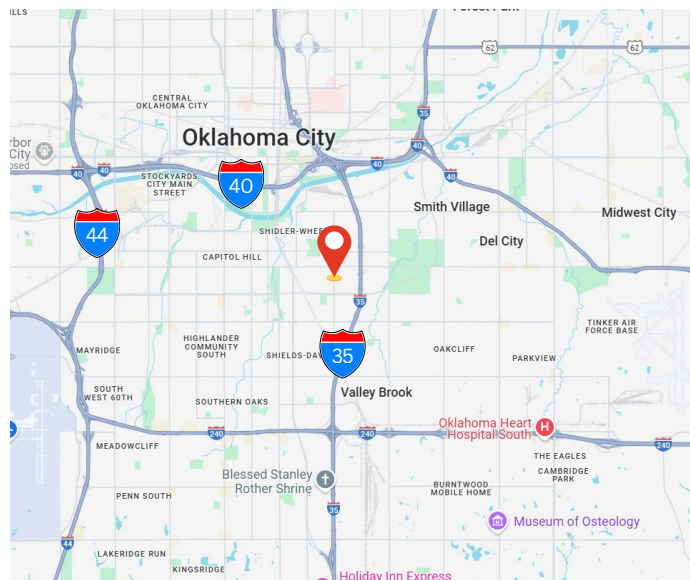 62
62
35
CENTRAL
OKLAHOMA CITY
Oklahoma City
40
40
40
40
40
STOCKYARDS
CITY MAIN
STREET
40
Smith Village
Midwest City
44
SHIDLER-WHEE
Del City
CAPITOL HILL
35
TINKER AIR
FORCE BASE
HIGHLANDER
COMMUNITY
SOUTH
MAYRIDGE
SHIELDS-DAV
35
OAKCLIFF
PARKVIEW
SOUTH
WEST 60TH
SOUTHERN OAKS
Valley Brook
240
240
Oklahoma Heart
Hospital South
H
240
MEADOWCLIFF
THE EAGLES
CAMBRIDGE
PARK
Blessed Stanley
Rother Shrine
BURNTWOOD
MOBILE HOME
PENN SOUTH
35
Museum of Osteology
44
LAKERIDGE RUN
KINGSRIDGE
Holiday Inn Express